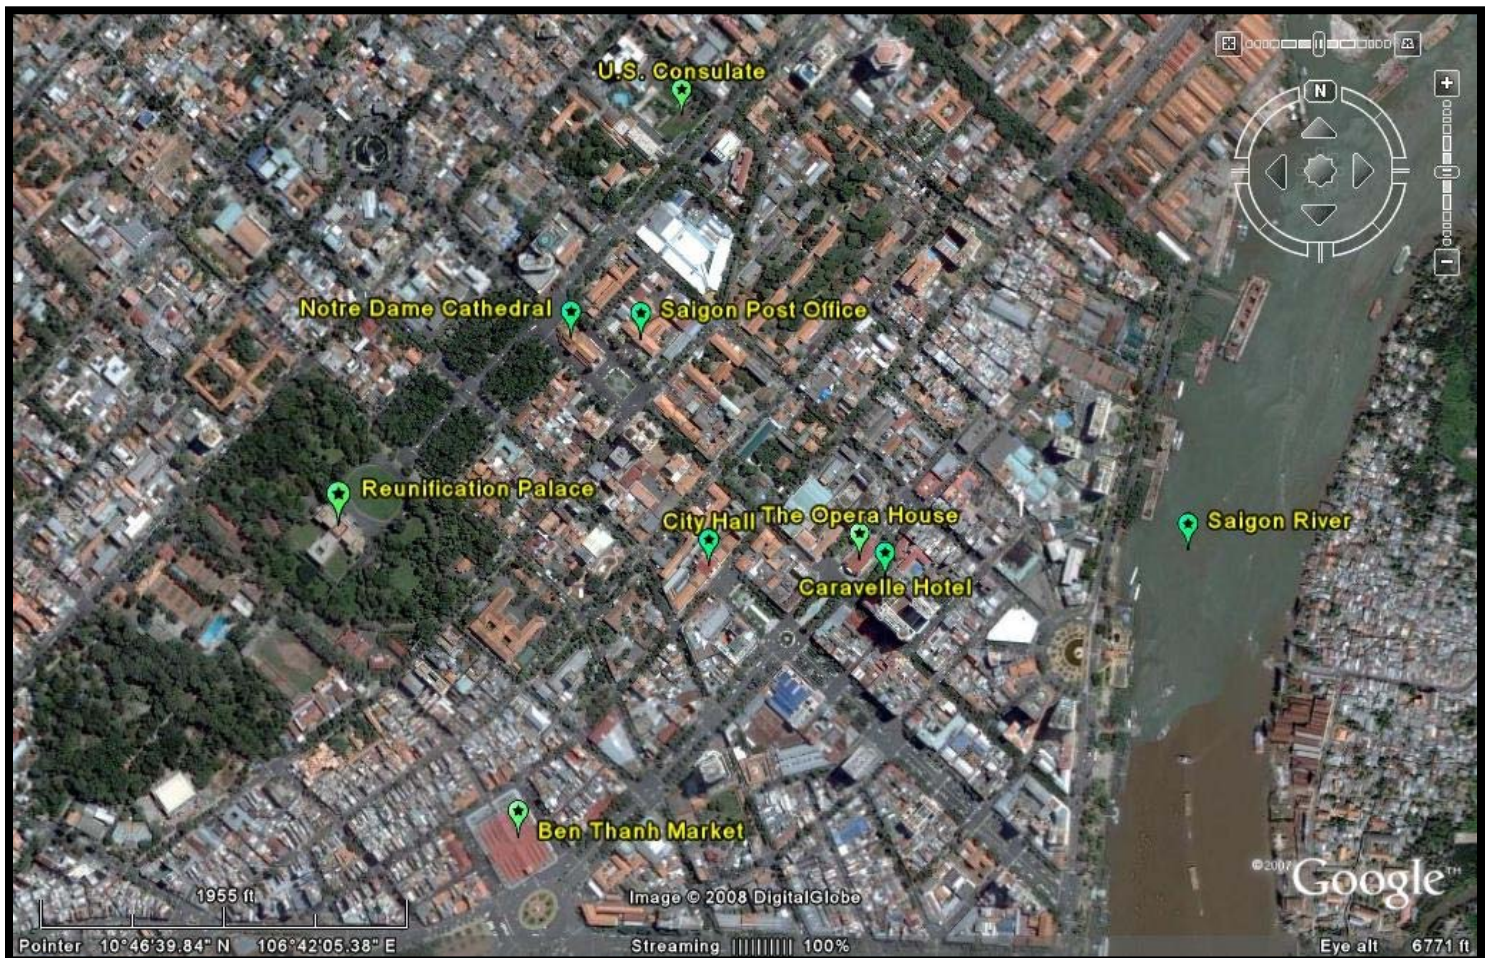 U.S. Consulate
N
Notre Dame Cathedral
Saigon Post Office
Reunification Palace
City Hall
The Opera House
Saigon River
Caravelle Hotel
Ben Thanh Market
©2007 Google™
1955 ft
Image © 2008 DigitalGlobe
Pointer 10°46'39.84" N 106°42'05.38" E
Streaming |||||||||| 100%
Eye alt 6771 ft